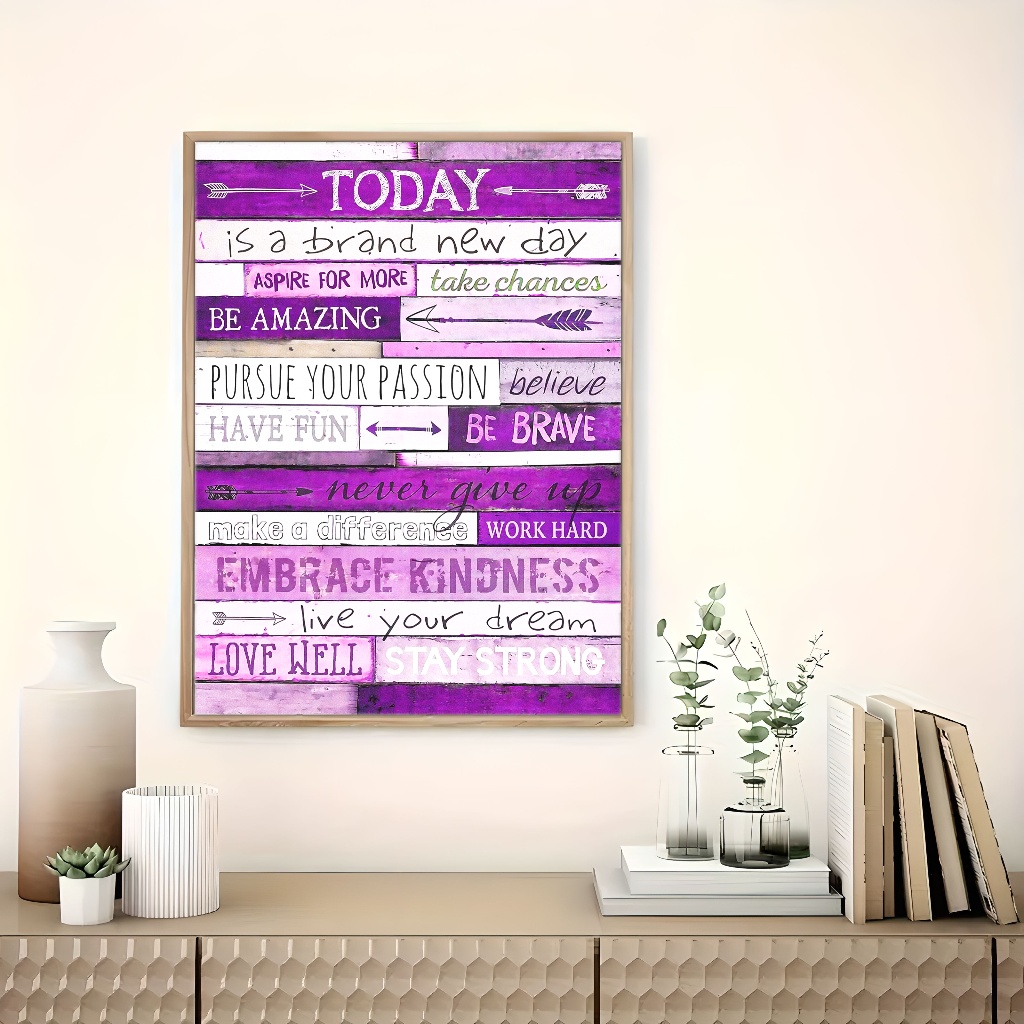 TODAY
is a brand new day
ASPIRE FOR MORE take chances
BE AMAZING
PURSUE YOUR PASSION believe
HAVE FUN BE BRAVE
never give up
make a difference WORK HARD
EMBRACE KINDNESS
live your dream
LOVE WELL STAY STRONG